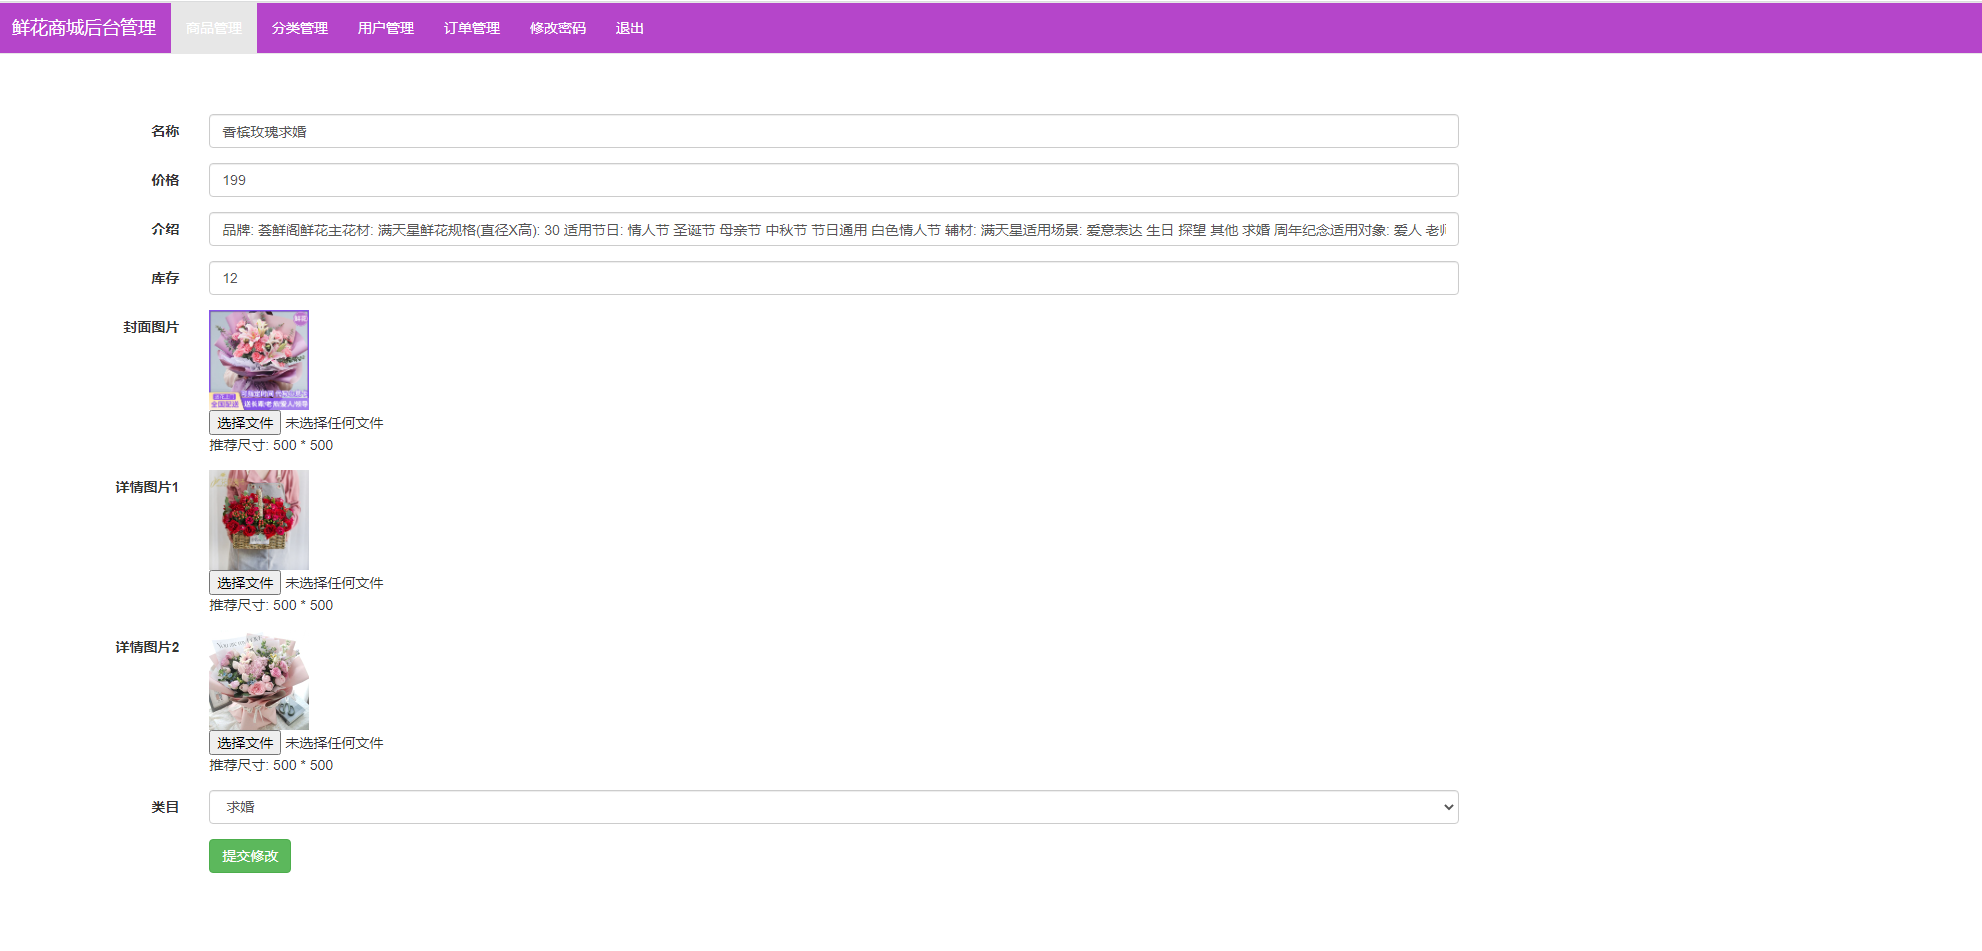 鲜花商城后台管理 商品管理 分类管理 用户管理 订单管理 修改密码 退出
名称 香槟玫瑰求婚
价格 199
介绍 品牌: 荟鲜阁鲜花主花材: 满天星鲜花规格(直径X高): 30 适用节日: 情人节 圣诞节 母亲节 中秋节 节日通用 白色情人节 辅材: 满天星适用场景: 爱意表达 生日 探望 其他 求婚 周年纪念适用对象: 爱人 老师
库存 12
封面图片
鲜花
全国配送
选择文件 未选择任何文件
推荐尺寸: 500 * 500
详情图片1
选择文件 未选择任何文件
推荐尺寸: 500 * 500
详情图片2
选择文件 未选择任何文件
推荐尺寸: 500 * 500
类目 求婚
提交修改